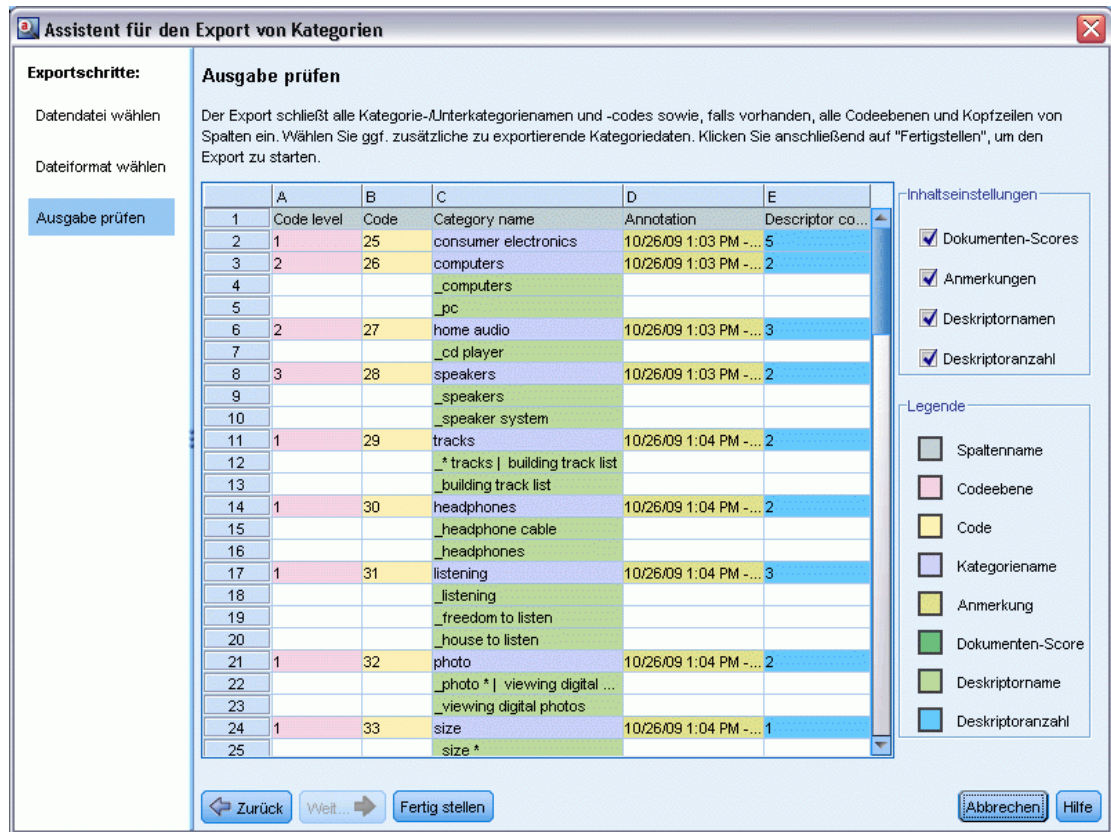 Assistent für den Export von Kategorien
Exportschritte:
Datendatei wählen
Dateiformat wählen
Ausgabe prüfen
Ausgabe prüfen
Der Export schließt alle Kategorie-/Unterkategorienamen und -codes sowie, falls vorhanden, alle Codeebenen und Kopfzeilen von
Spalten ein. Wählen Sie ggf. zusätzliche zu exportierende Kategoriedaten. Klicken Sie anschließend auf "Fertigstellen", um den
Export zu starten.
A B C D E
1 Code level Code Category name Annotation Descriptor co...
2 1 25 consumer electronics 10/26/09 1:03 PM -... 5
3 2 26 computers 10/26/09 1:03 PM -... 2
4 _computers
5 _pc
6 2 27 home audio 10/26/09 1:03 PM -... 3
7 _cd player
8 3 28 speakers 10/26/09 1:03 PM -... 2
9 _speakers
10 _speaker system
11 1 29 tracks 10/26/09 1:04 PM -... 2
12 _* tracks | building track list
13 _building track list
14 1 30 headphones 10/26/09 1:04 PM -... 2
15 _headphone cable
16 _headphones
17 1 31 listening 10/26/09 1:04 PM -... 3
18 _listening
19 _freedom to listen
20 _house to listen
21 1 32 photo 10/26/09 1:04 PM -... 2
22 _photo * | viewing digital ...
23 _viewing digital photos
24 1 33 size 10/26/09 1:04 PM -... 1
25 _size *
Inhaltseinstellungen
Dokumenten-Scores
Anmerkungen
Deskriptornamen
Deskriptoranzahl
Legende
Spaltenname
Codeebene
Code
Kategoriename
Anmerkung
Dokumenten-Score
Deskriptorname
Deskriptoranzahl
Zurück Weit... Fertig stellen Abbrechen Hilfe